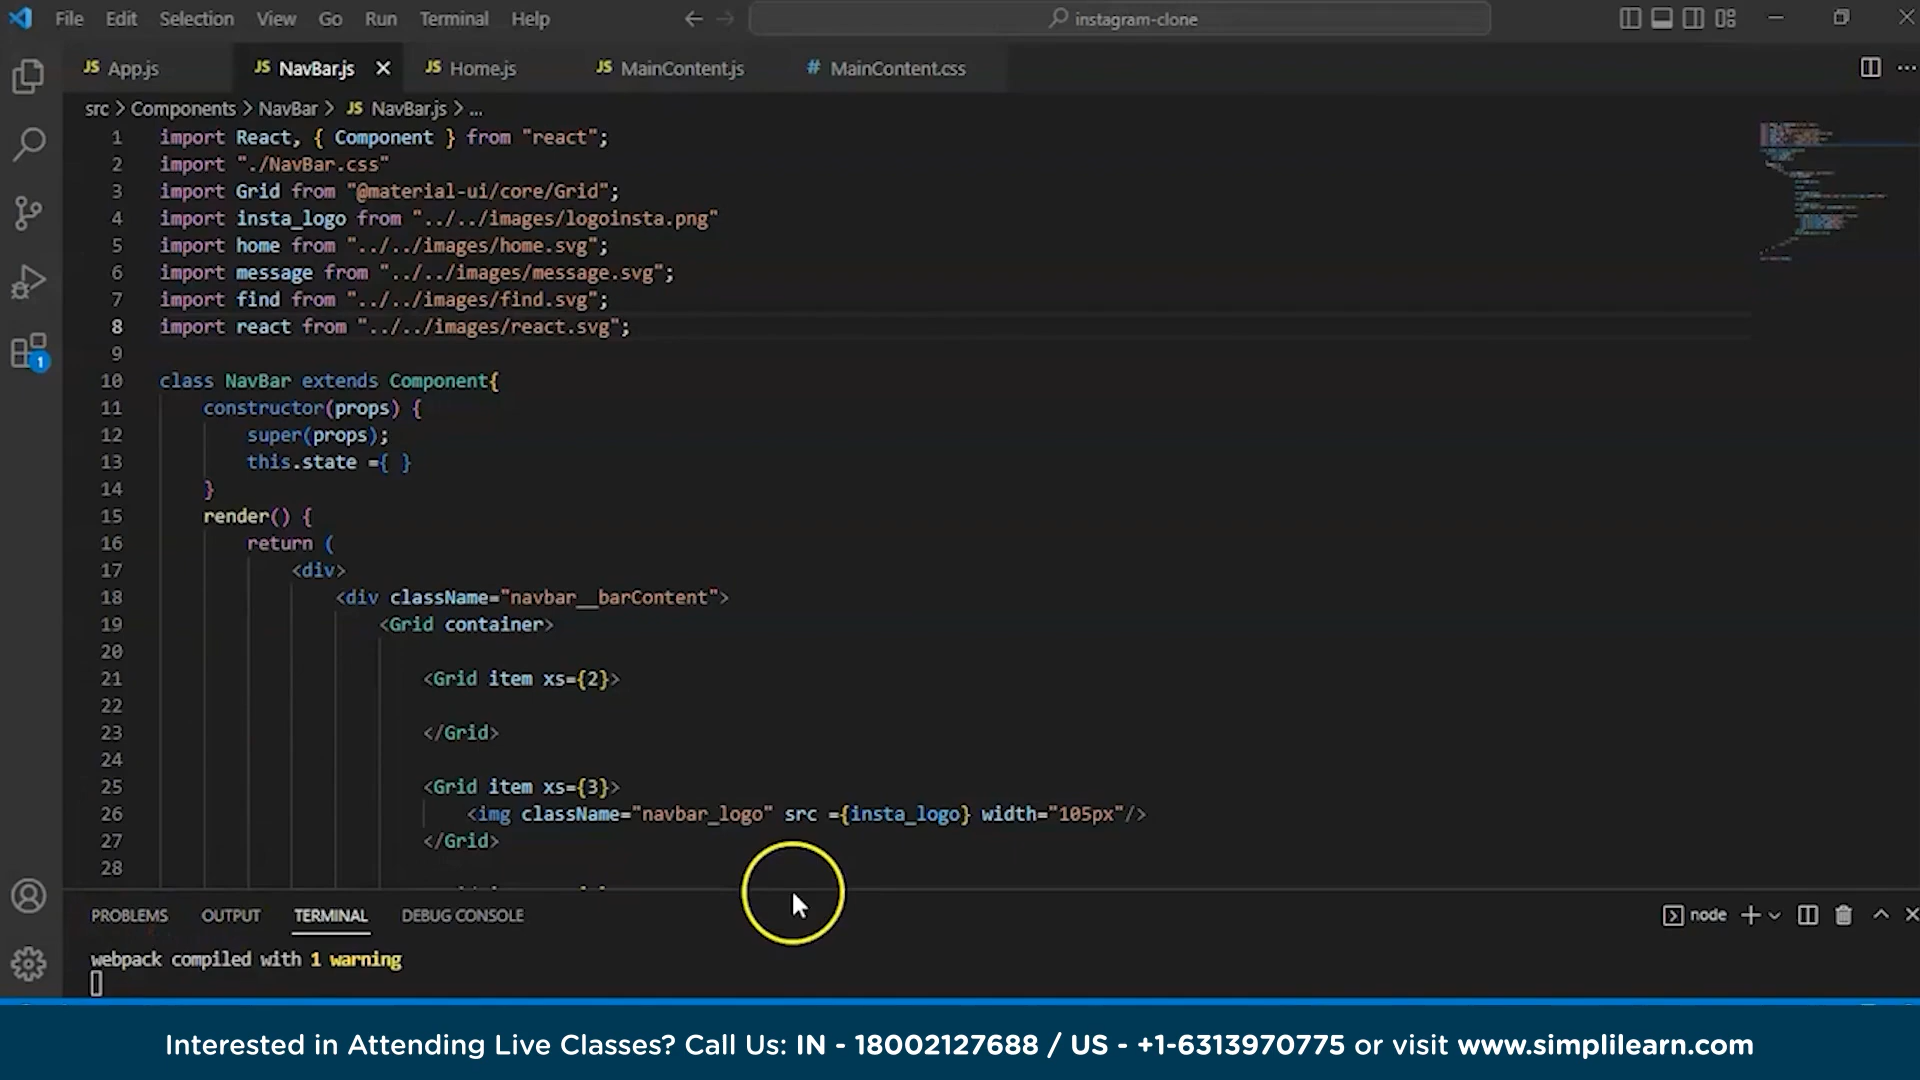 File Edit Selection View Go Run Terminal Help instagram-clone
JS App.js JS NavBar.js JS Home.js JS MainContent.js # MainContent.css
src > Components > NavBar > JS NavBar.js > ...
1 import React, { Component } from "react";
2 import "./NavBar.css"
3 import Grid from "@material-ui/core/Grid";
4 import insta_logo from "../../images/logoinsta.png"
5 import home from "../../images/home.svg";
6 import message from "../../images/message.svg";
7 import find from "../../images/find.svg";
8 import react from "../../images/react.svg";
9
10 class NavBar extends Component{
11 constructor(props) {
12 super(props);
13 this.state ={ }
14 }
15 render() {
16 return (
17 <div>
18 <div className="navbar__barContent">
19 <Grid container>
20
21 <Grid item xs={2}>
22
23 </Grid>
24
25 <Grid item xs={3}>
26 <img className="navbar_logo" src ={insta_logo} width="105px"/>
27 </Grid>
28
1
PROBLEMS OUTPUT TERMINAL DEBUG CONSOLE node
webpack compiled with 1 warning
Interested in Attending Live Classes? Call Us: IN - 18002127688 / US - +1-6313970775 or visit www.simplilearn.com